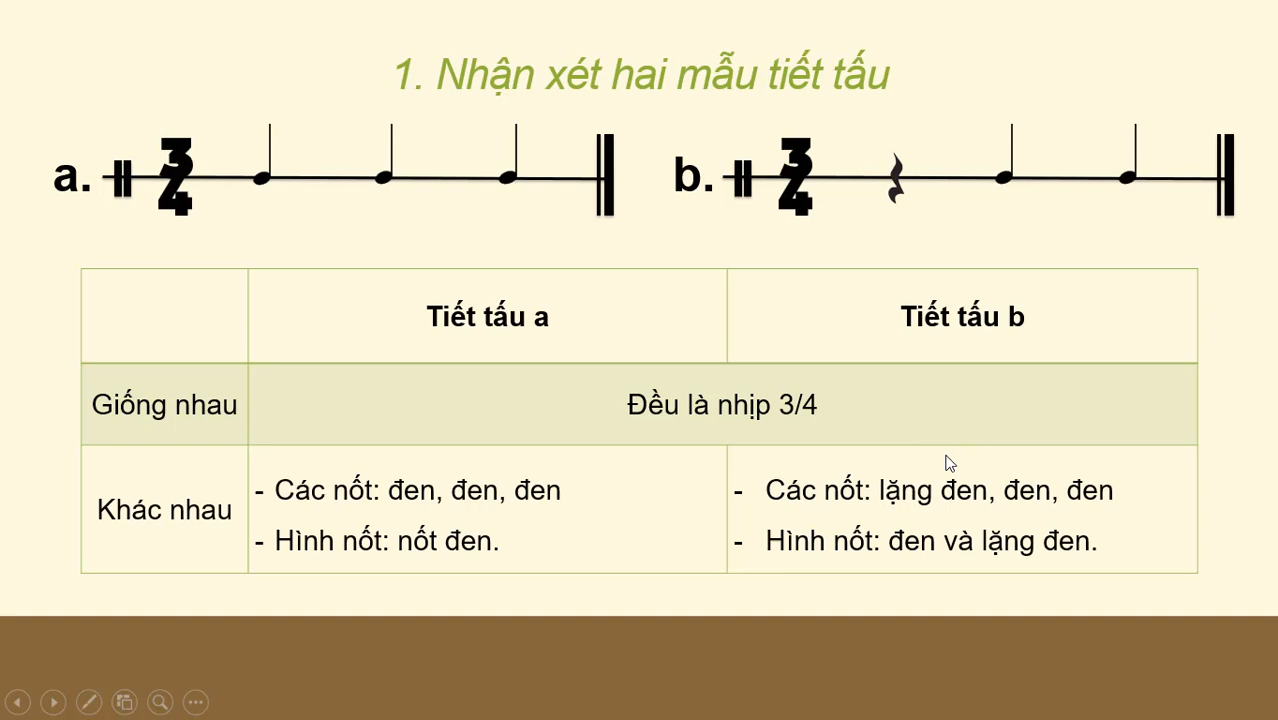 1. Nhận xét hai mẫu tiết tấu
a. 3/4
b. 3/4
Tiết tấu a
Tiết tấu b
Giống nhau
Đều là nhịp 3/4
Khác nhau
- Các nốt: đen, đen, đen
- Hình nốt: nốt đen.
- Các nốt: lặng đen, đen, đen
- Hình nốt: đen và lặng đen.